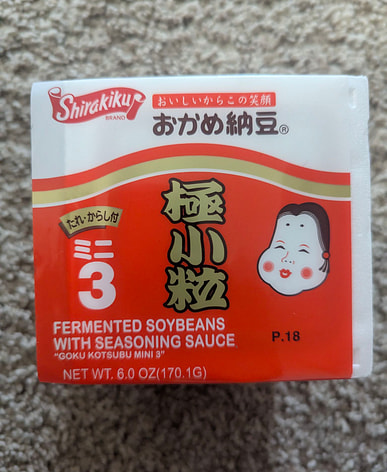 Shirakiku
BRAND
おいしいからこの笑顔
おかめ納豆®
たれ・からし付
ミニ
3
極小粒
FERMENTED SOYBEANS
WITH SEASONING SAUCE
"GOKU KOTSUBU MINI 3"
NET WT. 6.0 OZ(170.1G)
P.18